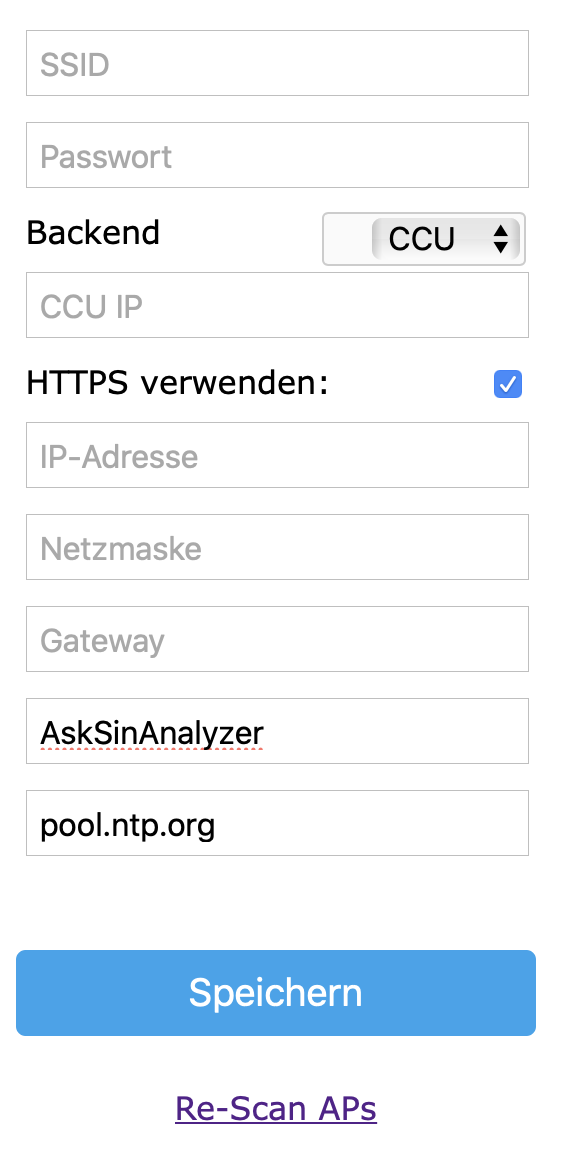 SSID
Passwort
Backend CCU
CCU IP
HTTPS verwenden:
IP-Adresse
Netzmaske
Gateway
AskSinAnalyzer
pool.ntp.org
Speichern
Re-Scan APs